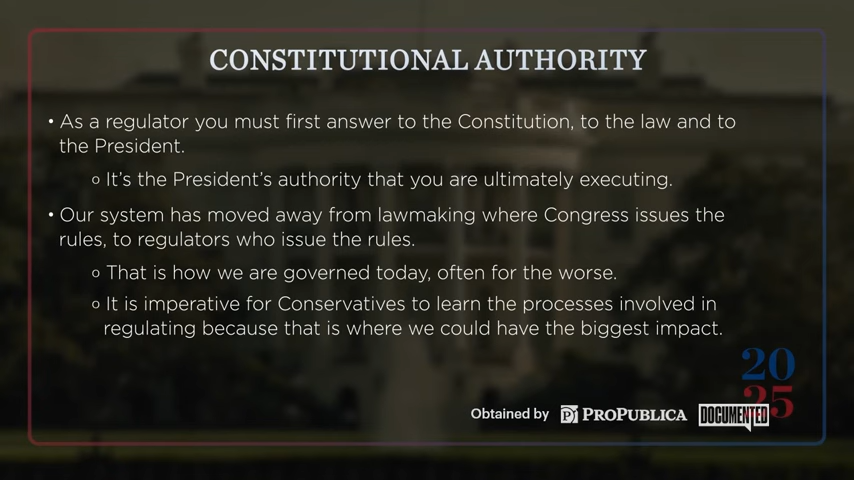 CONSTITUTIONAL AUTHORITY
• As a regulator you must first answer to the Constitution, to the law and to
the President.
o It's the President's authority that you are ultimately executing.
• Our system has moved away from lawmaking where Congress issues the
rules, to regulators who issue the rules.
o That is how we are governed today, often for the worse.
o It is imperative for Conservatives to learn the processes involved in
regulating because that is where we could have the biggest impact.
20
25
Obtained by PROPUBLICA DOCUMENTED